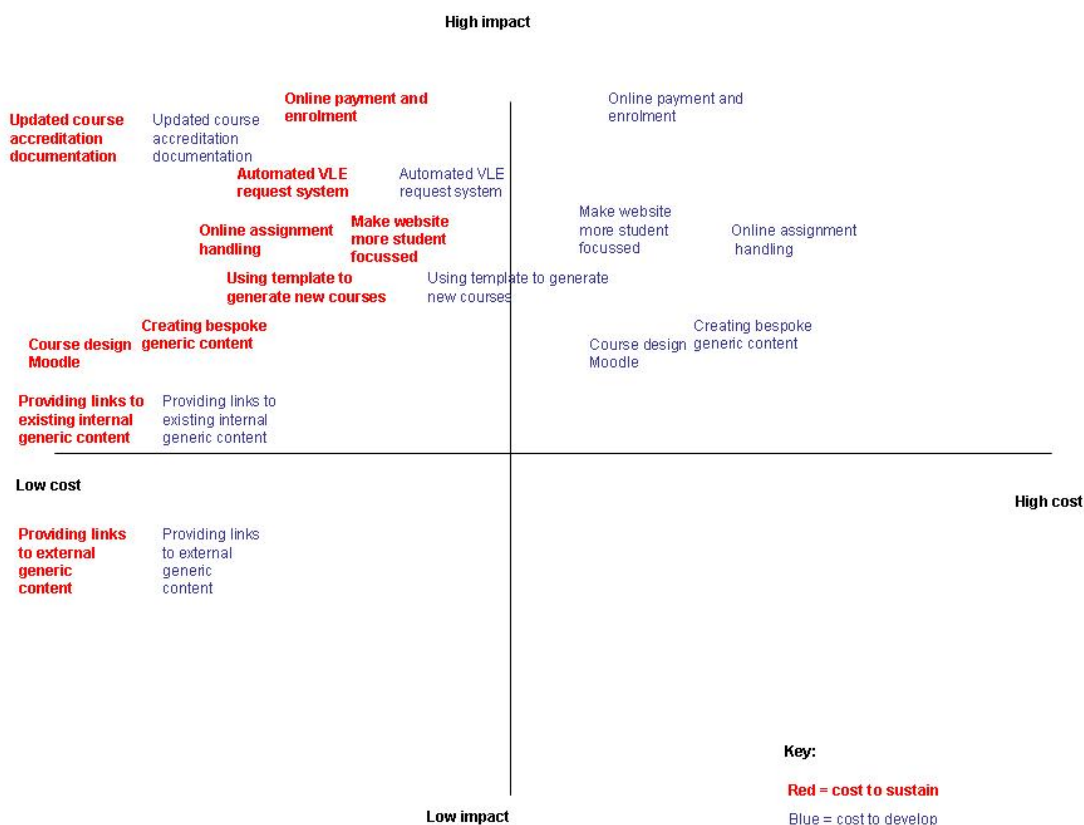 High impact
Online payment and
enrolment
Online payment and
enrolment
Updated course
accreditation
documentation
Updated course
accreditation
documentation
Automated VLE
request system
Automated VLE
request system
Online assignment
handling
Make website
more student
focussed
Make website
more student
focussed
Online assignment
handling
Using template to
generate new courses
Using template to generate
new courses
Course design
Moodle
Creating bespoke
generic content
Course design
Moodle
Creating bespoke
generic content
Providing links to
existing internal
generic content
Providing links to
existing internal
generic content
Low cost
High cost
Providing links
to external
generic
content
Providing links
to external
generic
content
Key:
Red = cost to sustain
Blue = cost to develop
Low impact